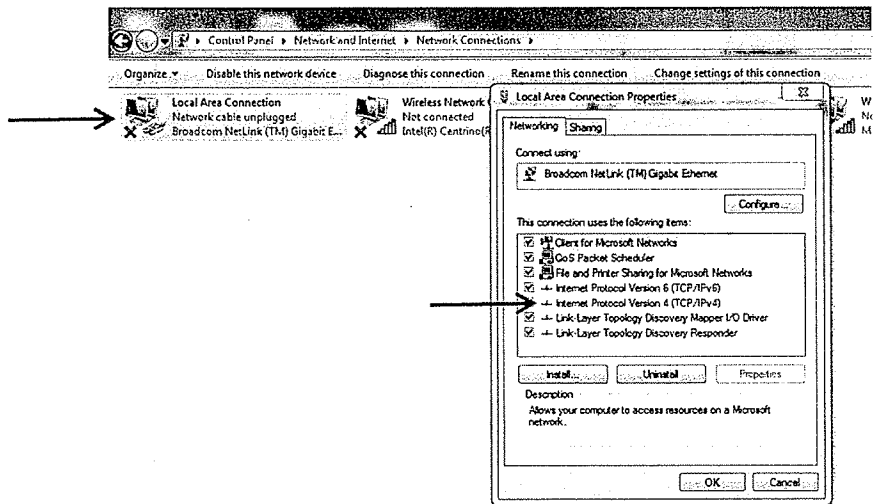 Control Panel ▸ Network and Internet ▸ Network Connections ▸
Organize ▾ Disable this network device Diagnose this connection Rename this connection Change settings of this connection
Local Area Connection
Network cable unplugged
Broadcom NetLink (TM) Gigabit E...
Wireless Network C
Not connected
Intel(R) Centrino(R
W
M
Local Area Connection Properties
Networking Sharing
Connect using:
Broadcom NetLink (TM) Gigabit Ethernet
Configure...
This connection uses the following items:
Client for Microsoft Networks
QoS Packet Scheduler
File and Printer Sharing for Microsoft Networks
Internet Protocol Version 6 (TCP/IPv6)
Internet Protocol Version 4 (TCP/IPv4)
Link-Layer Topology Discovery Mapper I/O Driver
Link-Layer Topology Discovery Responder
Install... Uninstall Properties
Description
Allows your computer to access resources on a Microsoft
network.
OK Cancel